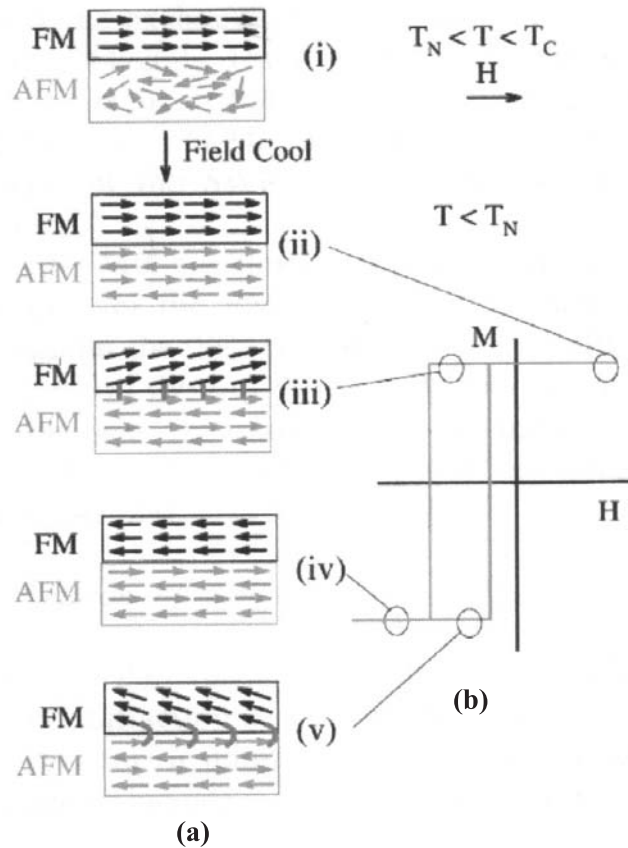 FM
AFM
(i)
T_N < T < T_C
H
Field Cool
FM
AFM
(ii)
T < T_N
FM
AFM
(iii)
M
H
FM
AFM
(iv)
FM
AFM
(v)
(b)
(a)